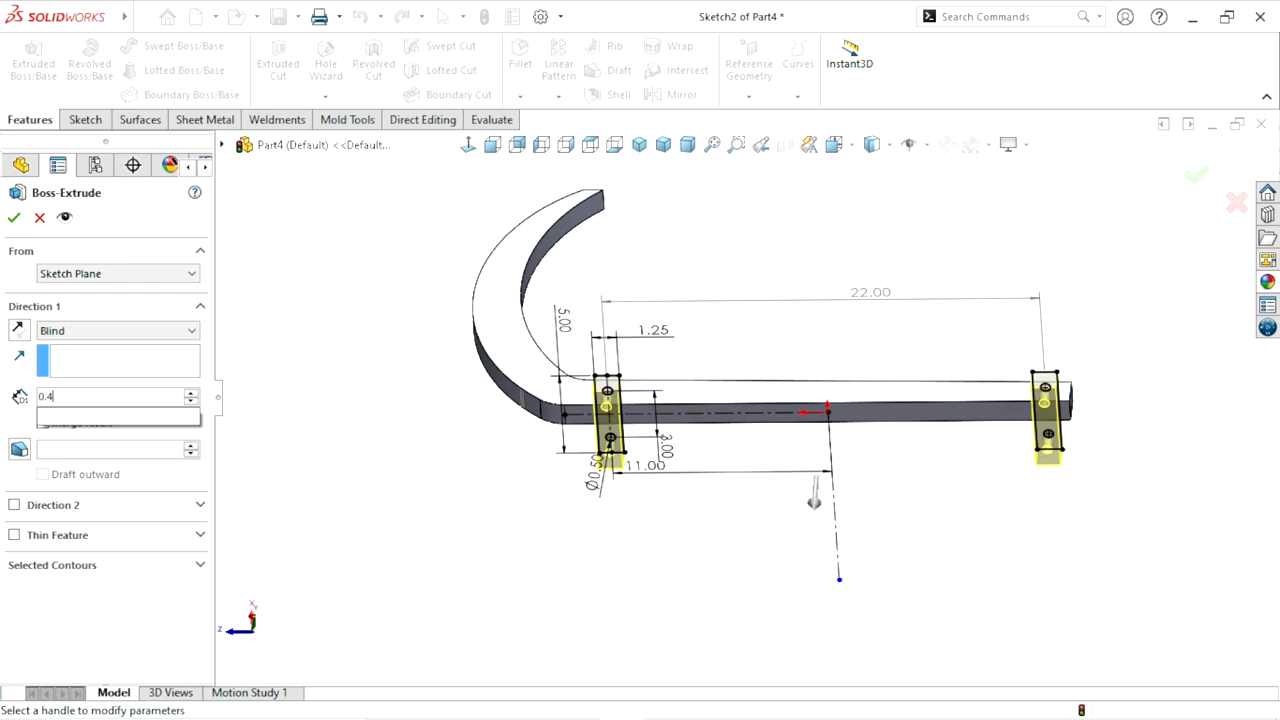 SOLIDWORKS
Sketch2 of Part4 *
Search Commands
Extruded Boss/Base
Revolved Boss/Base
Swept Boss/Base
Lofted Boss/Base
Boundary Boss/Base
Extruded Cut
Hole Wizard
Revolved Cut
Swept Cut
Lofted Cut
Boundary Cut
Fillet
Linear Pattern
Rib
Draft
Shell
Wrap
Intersect
Mirror
Reference Geometry
Curves
Instant3D
Features
Sketch
Surfaces
Sheet Metal
Weldments
Mold Tools
Direct Editing
Evaluate
Part4 (Default) <<Default...
Boss-Extrude
From
Sketch Plane
Direction 1
Blind
0.4
Draft outward
Direction 2
Thin Feature
Selected Contours
22.00
5.00
1.25
3.00
11.00
Ø0.50
Z
Model
3D Views
Motion Study 1
Select a handle to modify parameters